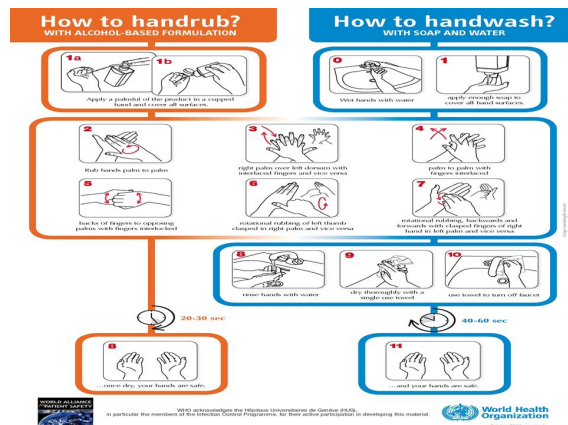 How to handrub?
WITH ALCOHOL-BASED FORMULATION
How to handwash?
WITH SOAP AND WATER
1a
1b
Apply a palmful of the product in a cupped
hand and cover all surfaces.
0
Wet hands with water
1
apply enough soap to
cover all hand surfaces.
2
Rub hands palm to palm
3
right palm over left dorsum with
interlaced fingers and vice versa
4
palm to palm with
fingers interlaced
5
backs of fingers to opposing
palms with fingers interlocked
6
rotational rubbing of left thumb
clasped in right palm and vice versa
7
rotational rubbing, backwards and
forwards with clasped fingers of right
hand in left palm and vice versa
8
rinse hands with water
9
dry thoroughly with a
single use towel
10
use towel to turn off faucet
20-30 sec
40-60 sec
8
...once dry, your hands are safe.
11
...and your hands are safe.
WORLD ALLIANCE
for PATIENT SAFETY
WHO acknowledges the Hôpitaux Universitaires de Genève (HUG),
in particular the members of the Infection Control Programme, for their active participation in developing this material.
World Health
Organization